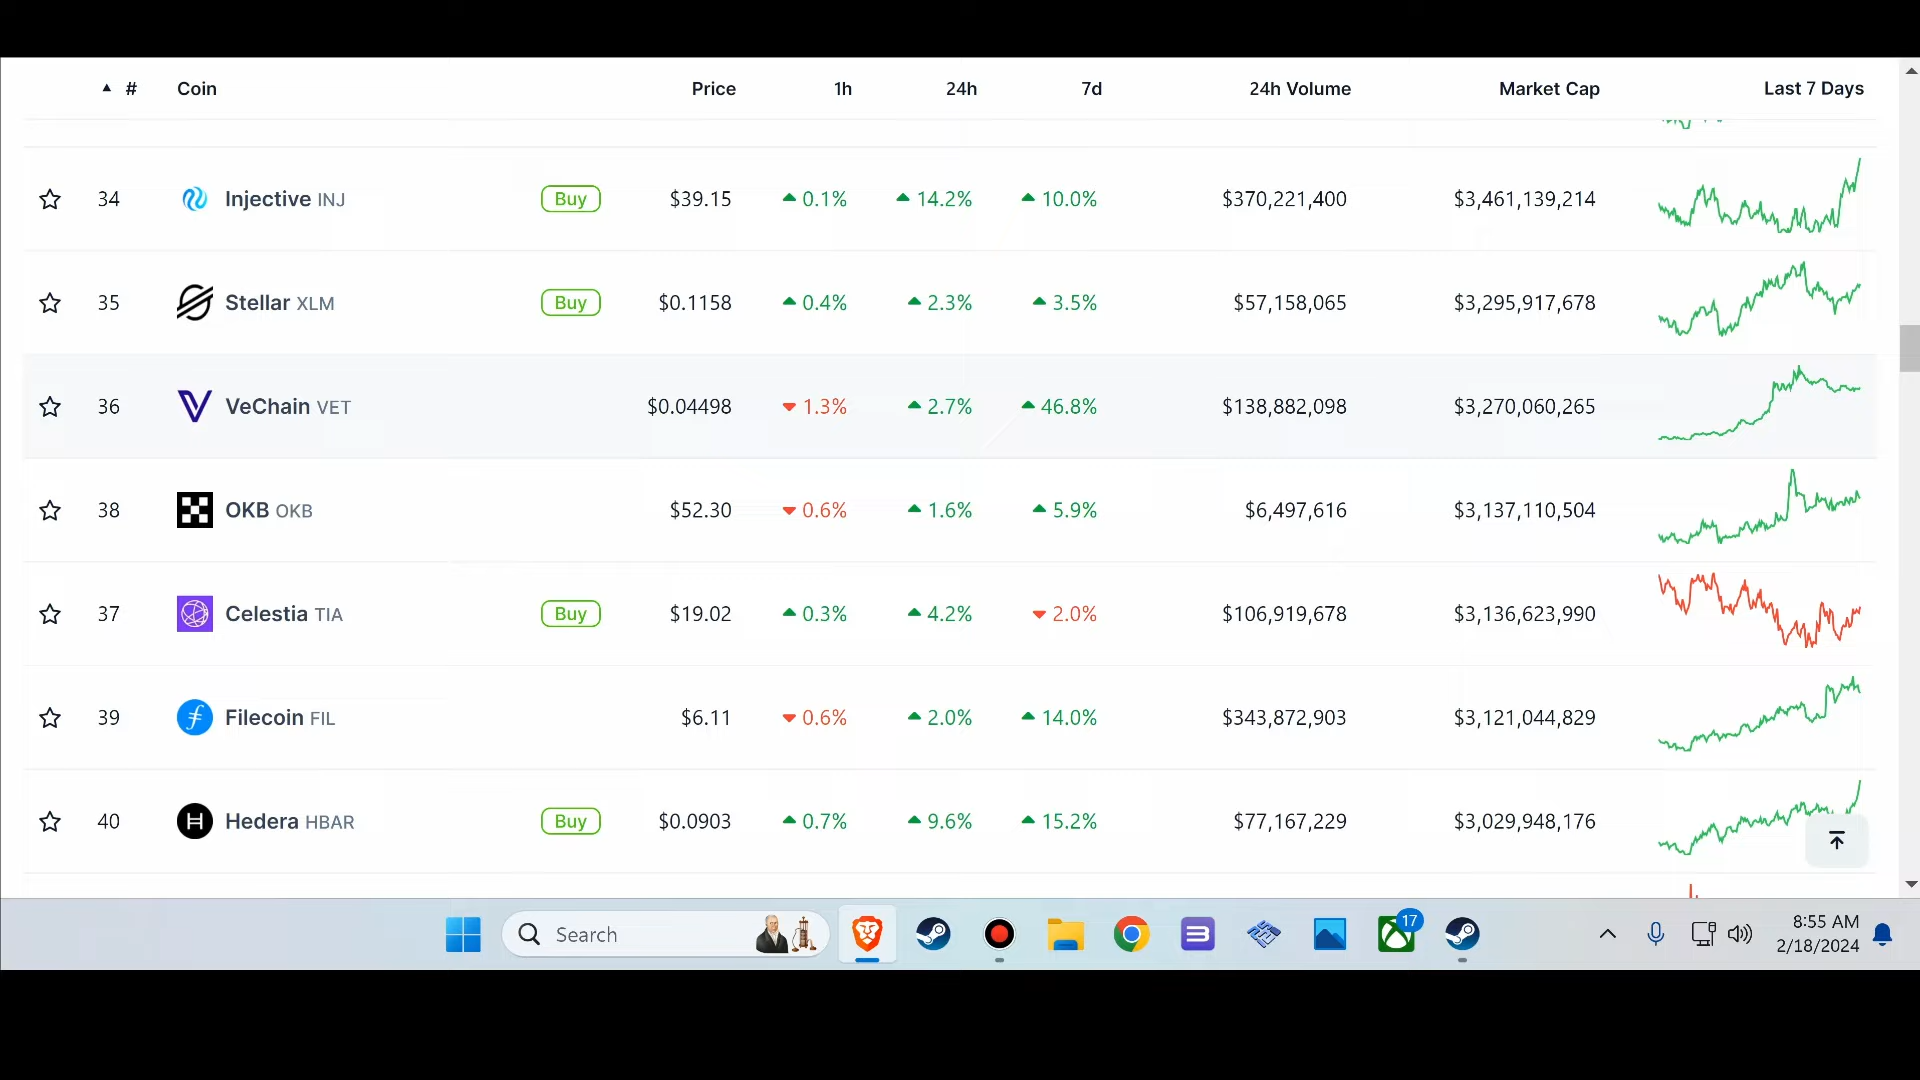 # Coin Price 1h 24h 7d 24h Volume Market Cap Last 7 Days
34 Injective INJ Buy $39.15 0.1% 14.2% 10.0% $370,221,400 $3,461,139,214
35 Stellar XLM Buy $0.1158 0.4% 2.3% 3.5% $57,158,065 $3,295,917,678
36 VeChain VET $0.04498 1.3% 2.7% 46.8% $138,882,098 $3,270,060,265
38 OKB OKB $52.30 0.6% 1.6% 5.9% $6,497,616 $3,137,110,504
37 Celestia TIA Buy $19.02 0.3% 4.2% 2.0% $106,919,678 $3,136,623,990
39 Filecoin FIL $6.11 0.6% 2.0% 14.0% $343,872,903 $3,121,044,829
40 Hedera HBAR Buy $0.0903 0.7% 9.6% 15.2% $77,167,229 $3,029,948,176
Search 17 8:55 AM
2/18/2024